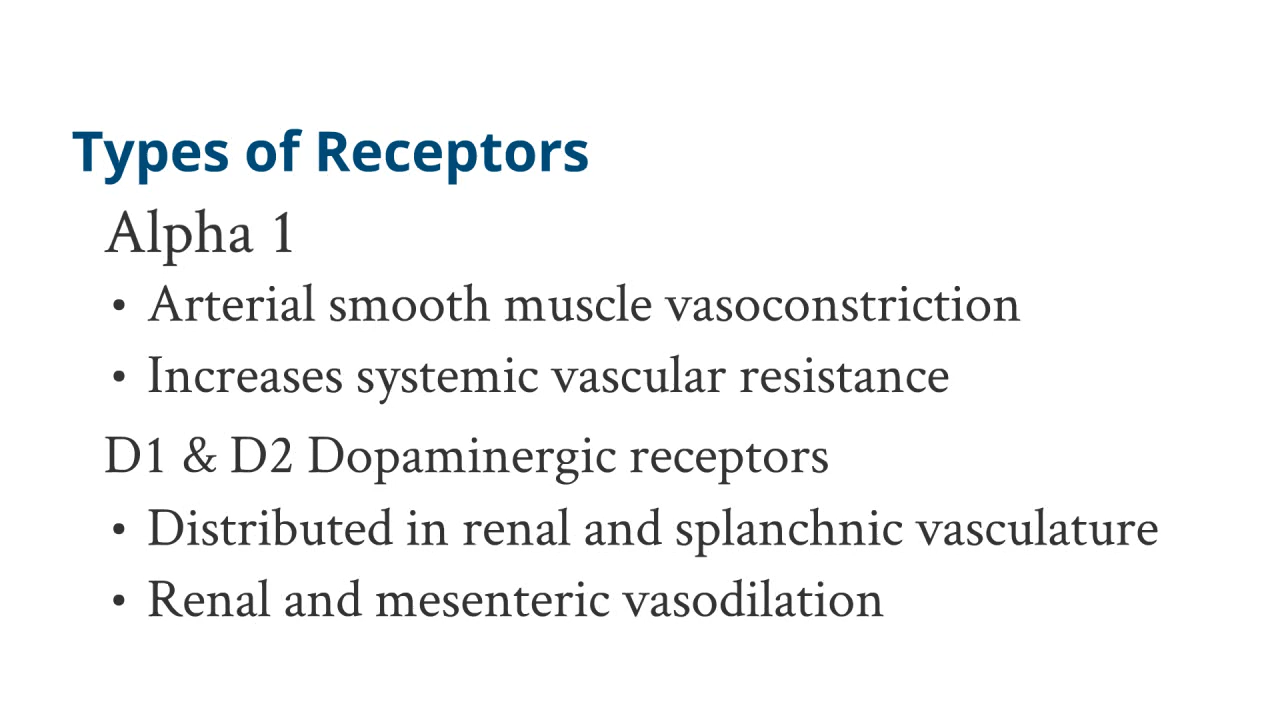 Types of Receptors
Alpha 1
• Arterial smooth muscle vasoconstriction
• Increases systemic vascular resistance
D1 & D2 Dopaminergic receptors
• Distributed in renal and splanchnic vasculature
• Renal and mesenteric vasodilation